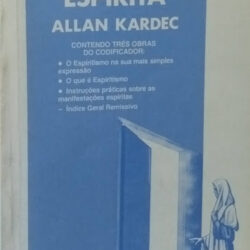 ESPÍRITA
ALLAN KARDEC
CONTENDO TRÊS OBRAS
DO CODIFICADOR:
• O Espiritismo na sua mais simples
expressão
• O que é Espiritismo
• Instruções práticas sobre as
manifestações espíritas
– Índice Geral Remissivo